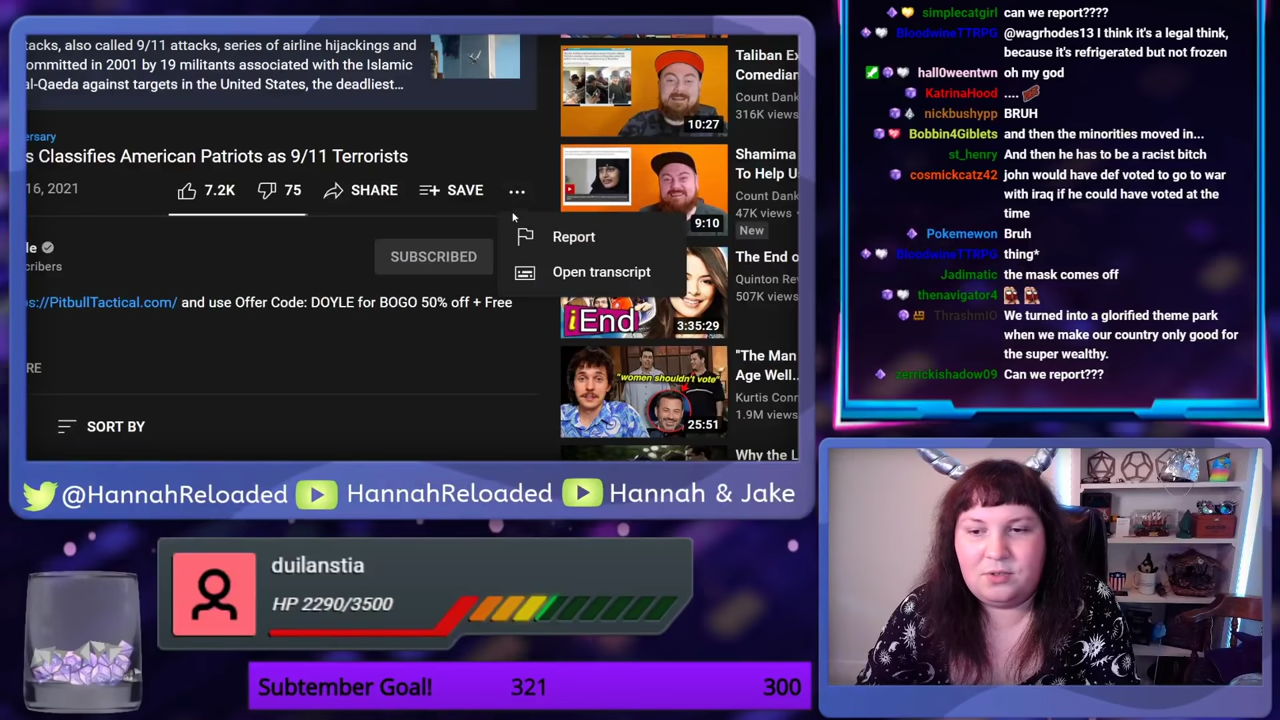 acks, also called 9/11 attacks, series of airline hijackings and
ommitted in 2001 by 19 militants associated with the Islamic
al-Qaeda against targets in the United States, the deadliest...
ersary
s Classifies American Patriots as 9/11 Terrorists
16, 2021
7.2K
75
SHARE
SAVE
...
Report
Open transcript
le
cribers
SUBSCRIBED
s://PitbullTactical.com/ and use Offer Code: DOYLE for BOGO 50% off + Free
RE
SORT BY
10:27
Taliban Ex
Comedian
Count Dank
316K views
9:10
Shamima
To Help U
Count Dank
47K views
New
iEnd
3:35:29
The End o
Quinton Rev
507K views
"women shouldn't vote"
25:51
"The Man
Age Well...
Kurtis Conn
1.9M views
Why the L
simplecatgirl can we report????
BloodwineTTRPG @wagrhodes13 I think it's a legal think,
because it's refrigerated but not frozen
hall0weentwn oh my god
KatrinaHood ....
nickbushypp BRUH
Bobbin4Giblets and then the minorities moved in...
st_henry And then he has to be a racist bitch
cosmickcatz42 john would have def voted to go to war
with iraq if he could have voted at the
time
Pokemewon Bruh
BloodwineTTRPG thing*
Jadimatic the mask comes off
thenavigator4
ThrashmIO We turned into a glorified theme park
when we make our country only good for
the super wealthy.
zerrickishadow09 Can we report???
@HannahReloaded HannahReloaded Hannah & Jake
duilanstia
HP 2290/3500
Subtember Goal! 321 300